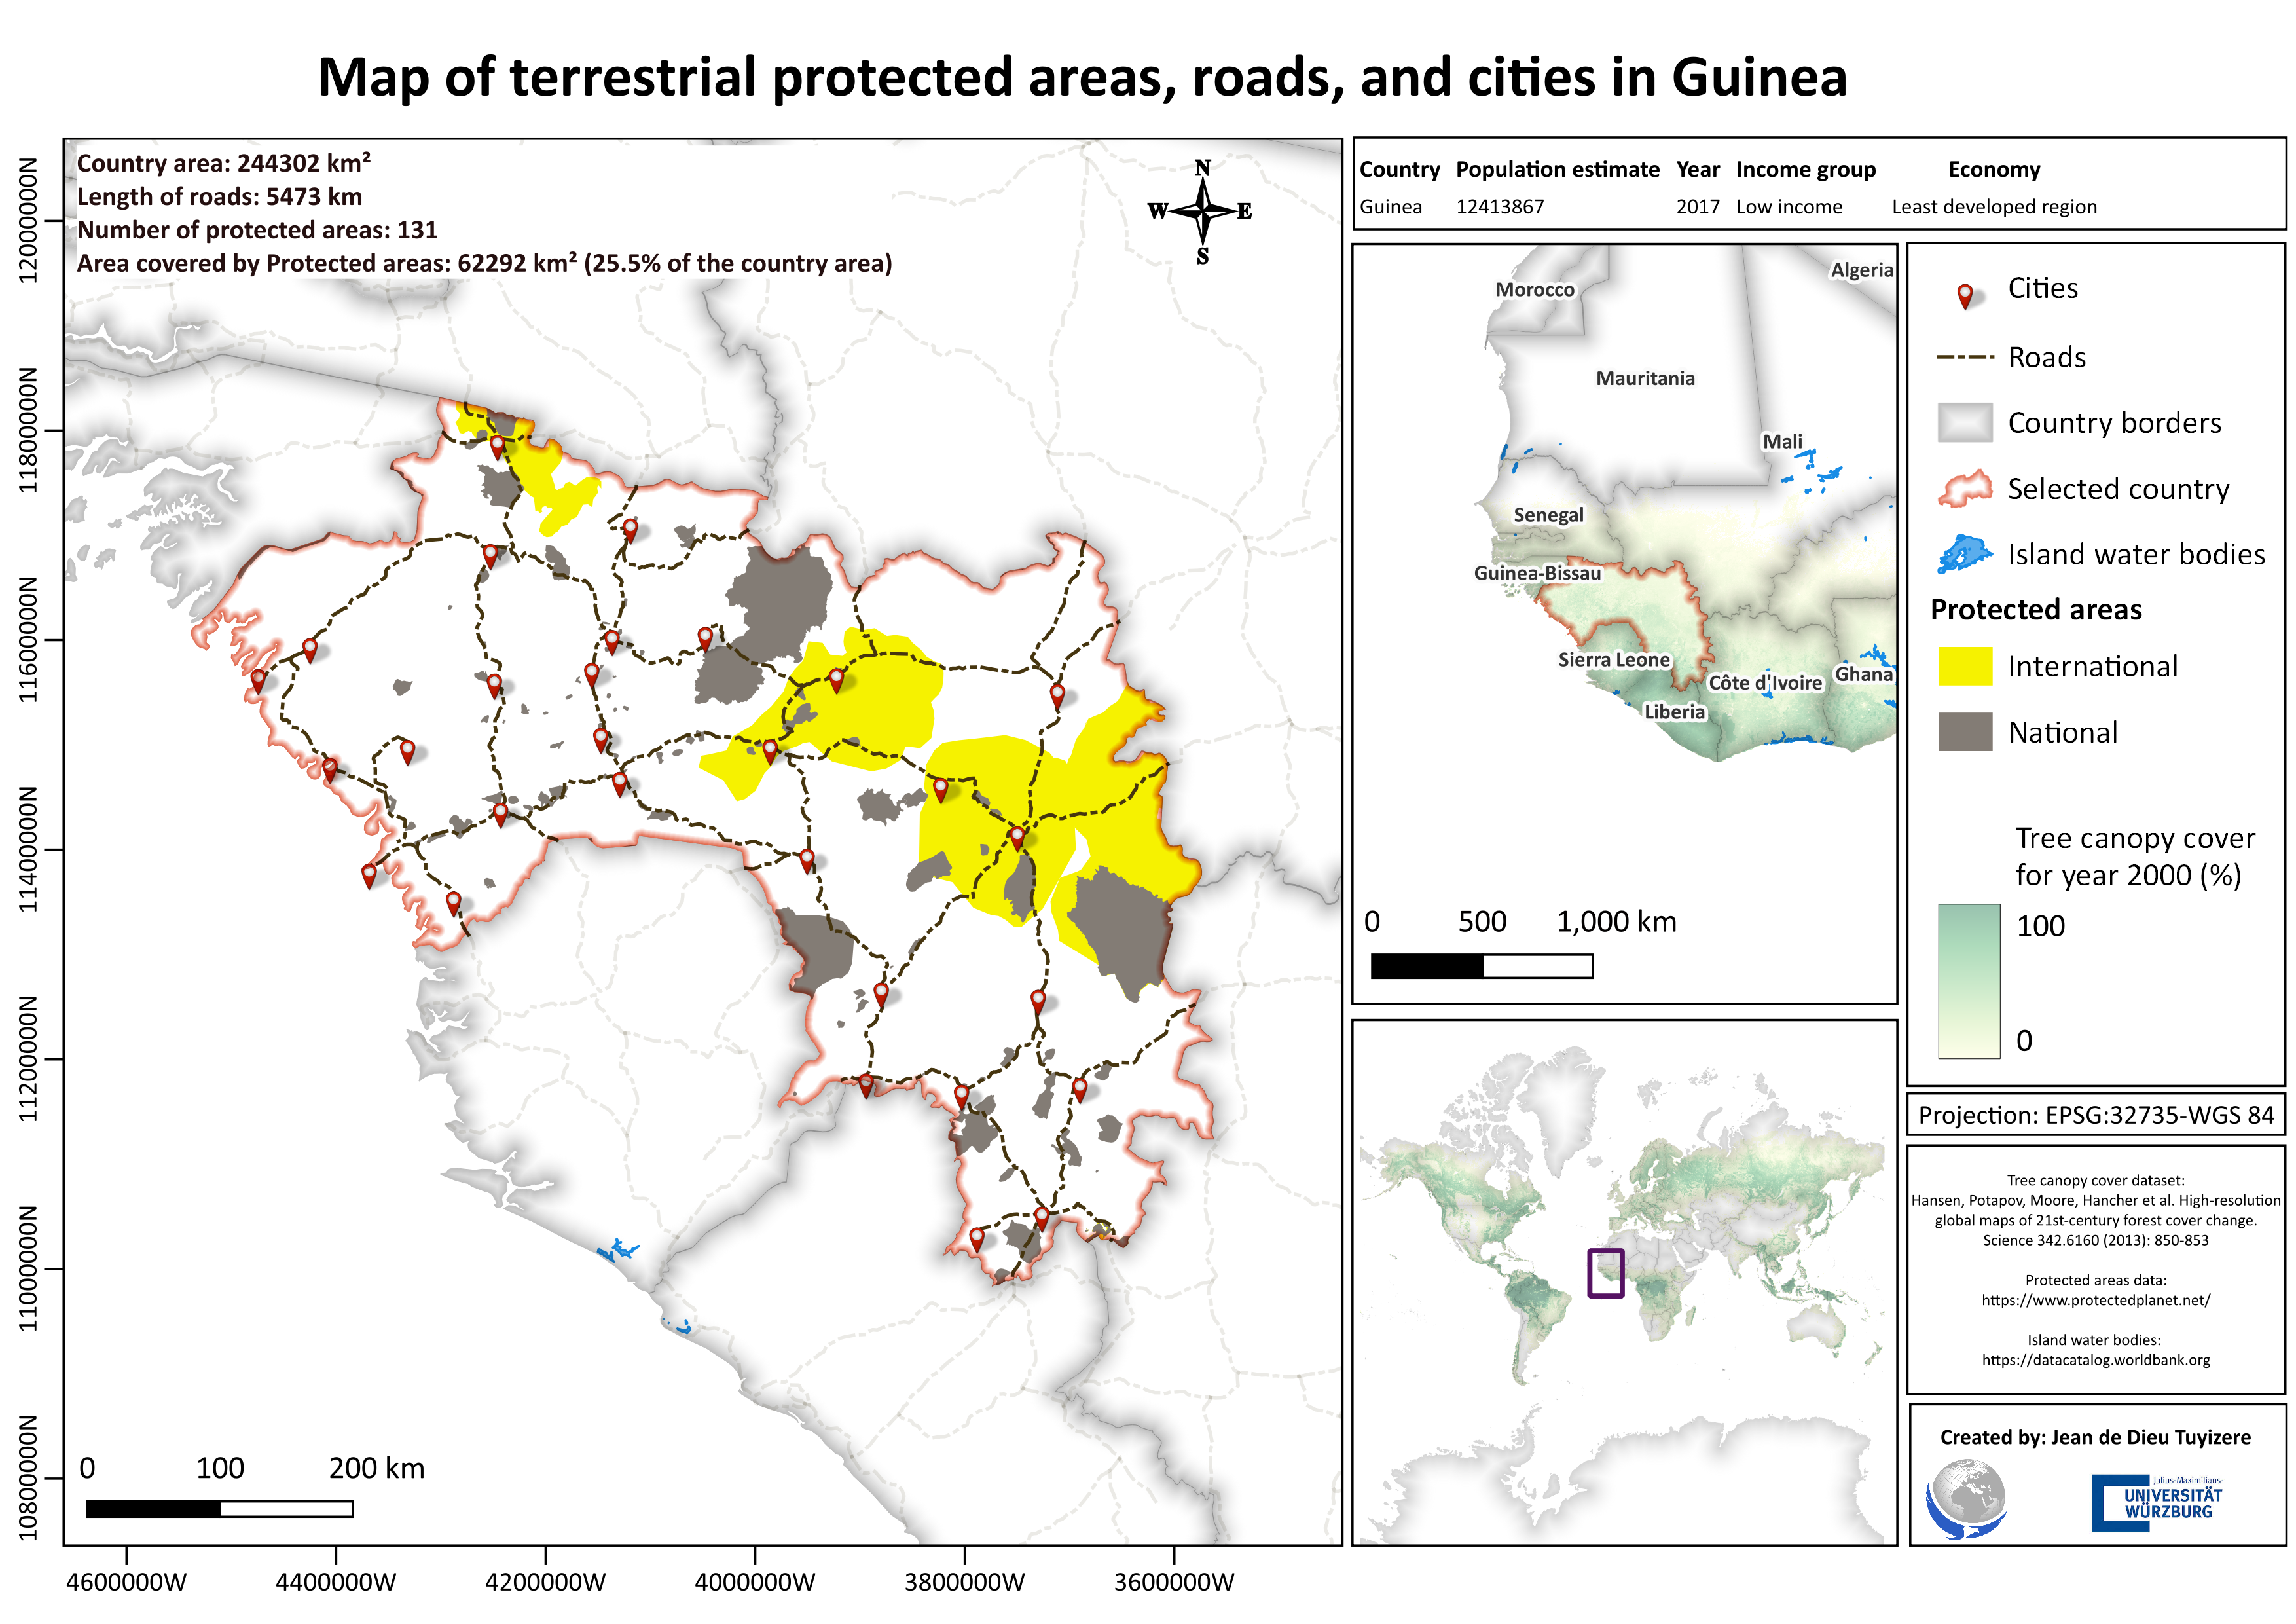 Map of terrestrial protected areas, roads, and cities in Guinea
Country area: 244302 km²
Length of roads: 5473 km
Number of protected areas: 131
Area covered by Protected areas: 62292 km² (25.5% of the country area)
N
W E
S
12000000N
11800000N
11600000N
11400000N
11200000N
11000000N
10800000N
4600000W 4400000W 4200000W 4000000W 3800000W 3600000W
0 100 200 km
Country Population estimate Year Income group Economy
Guinea 12413867 2017 Low income Least developed region
Algeria
Morocco
Mauritania
Mali
Senegal
Guinea-Bissau
Sierra Leone
Côte d'Ivoire
Ghana
Liberia
0 500 1,000 km
Cities
Roads
Country borders
Selected country
Island water bodies
Protected areas
International
National
Tree canopy cover
for year 2000 (%)
100
0
Projection: EPSG:32735-WGS 84
Tree canopy cover dataset:
Hansen, Potapov, Moore, Hancher et al. High-resolution
global maps of 21st-century forest cover change.
Science 342.6160 (2013): 850-853
Protected areas data:
https://www.protectedplanet.net/
Island water bodies:
https://datacatalog.worldbank.org
Created by: Jean de Dieu Tuyizere
Julius-Maximilians-
UNIVERSITÄT
WÜRZBURG